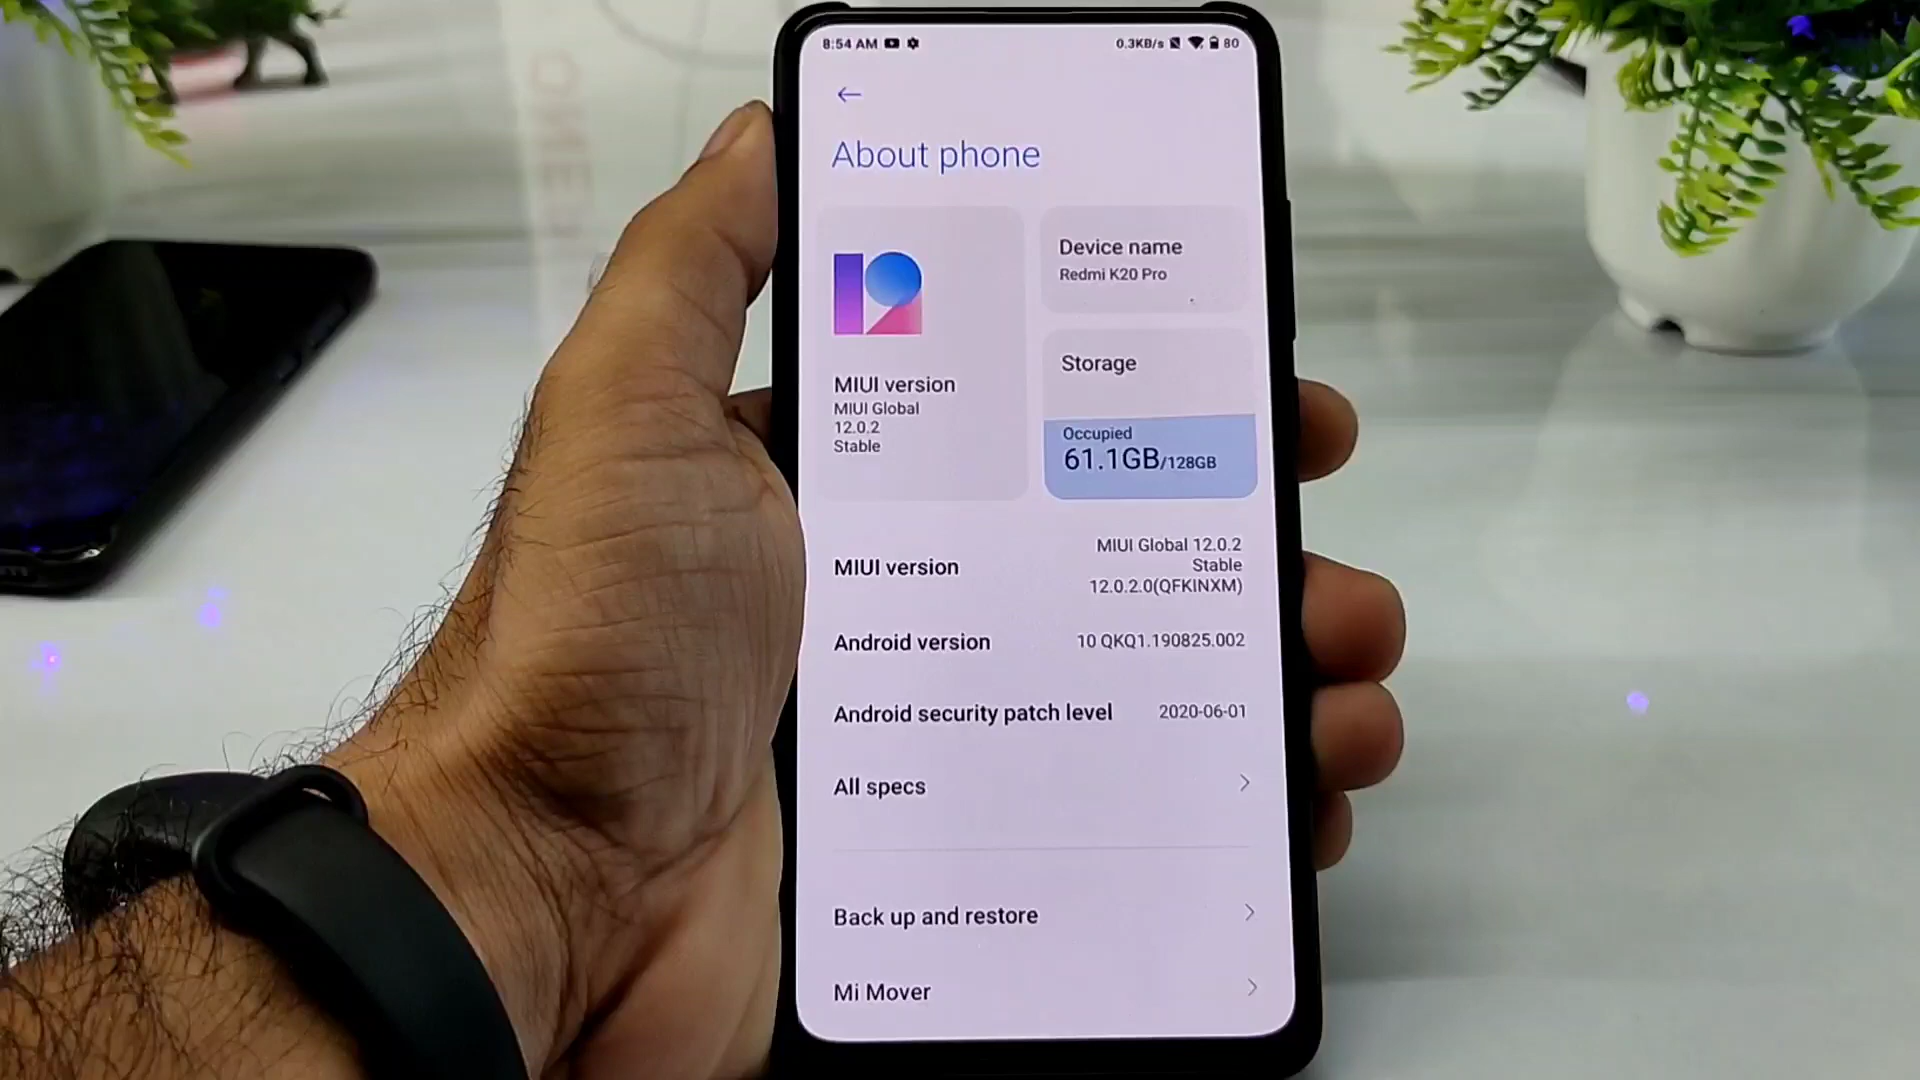 8:54 AM
0.3KB/s
80
About phone
Device name
Redmi K20 Pro
Storage
Occupied
61.1GB/128GB
12
MIUI version
MIUI Global
12.0.2
Stable
MIUI version
MIUI Global 12.0.2
Stable
12.0.2.0(QFKINXM)
Android version
10 QKQ1.190825.002
Android security patch level
2020-06-01
All specs
Back up and restore
Mi Mover